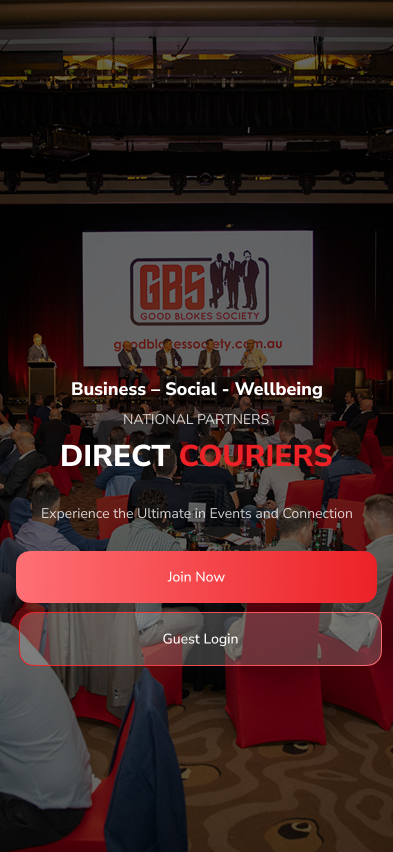 GBS
GOOD BLOKES SOCIETY
goodblokessociety.com.au
Business – Social - Wellbeing
NATIONAL PARTNERS
DIRECT COURIERS
Experience the Ultimate in Events and Connection
Join Now
Guest Login